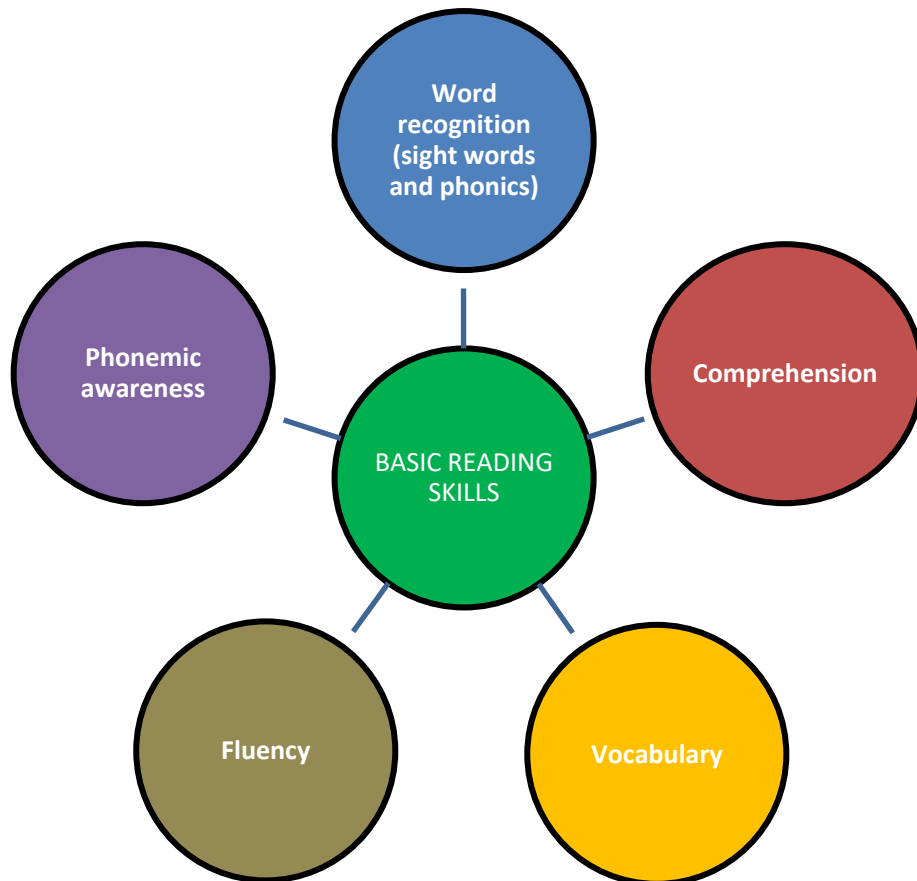 Word
recognition
(sight words
and phonics)
Phonemic
awareness
Comprehension
BASIC READING
SKILLS
Fluency
Vocabulary